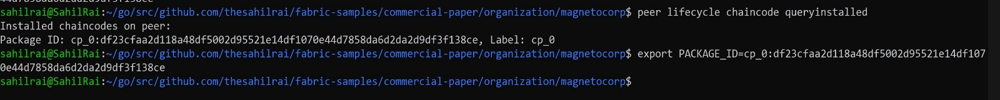 sahilrai@SahilRai:~/go/src/github.com/thesahilrai/fabric-samples/commercial-paper/organization/magnetocorp$ peer lifecycle chaincode queryinstalled
Installed chaincodes on peer:
Package ID: cp_0:df23cfaa2d118a48df5002d95521e14df1070e44d7858da6d2da2d9df3f138ce, Label: cp_0
sahilrai@SahilRai:~/go/src/github.com/thesahilrai/fabric-samples/commercial-paper/organization/magnetocorp$ export PACKAGE_ID=cp_0:df23cfaa2d118a48df5002d95521e14df107
0e44d7858da6d2da2d9df3f138ce
sahilrai@SahilRai:~/go/src/github.com/thesahilrai/fabric-samples/commercial-paper/organization/magnetocorp$